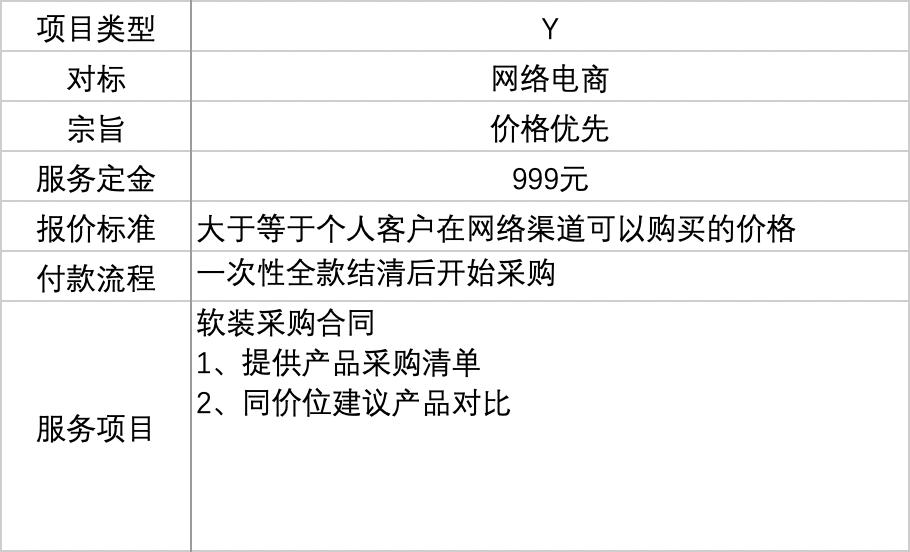 项目类型 Y
对标 网络电商
宗旨 价格优先
服务定金 999元
报价标准 大于等于个人客户在网络渠道可以购买的价格
付款流程 一次性全款结清后开始采购
服务项目 软装采购合同
1、提供产品采购清单
2、同价位建议产品对比